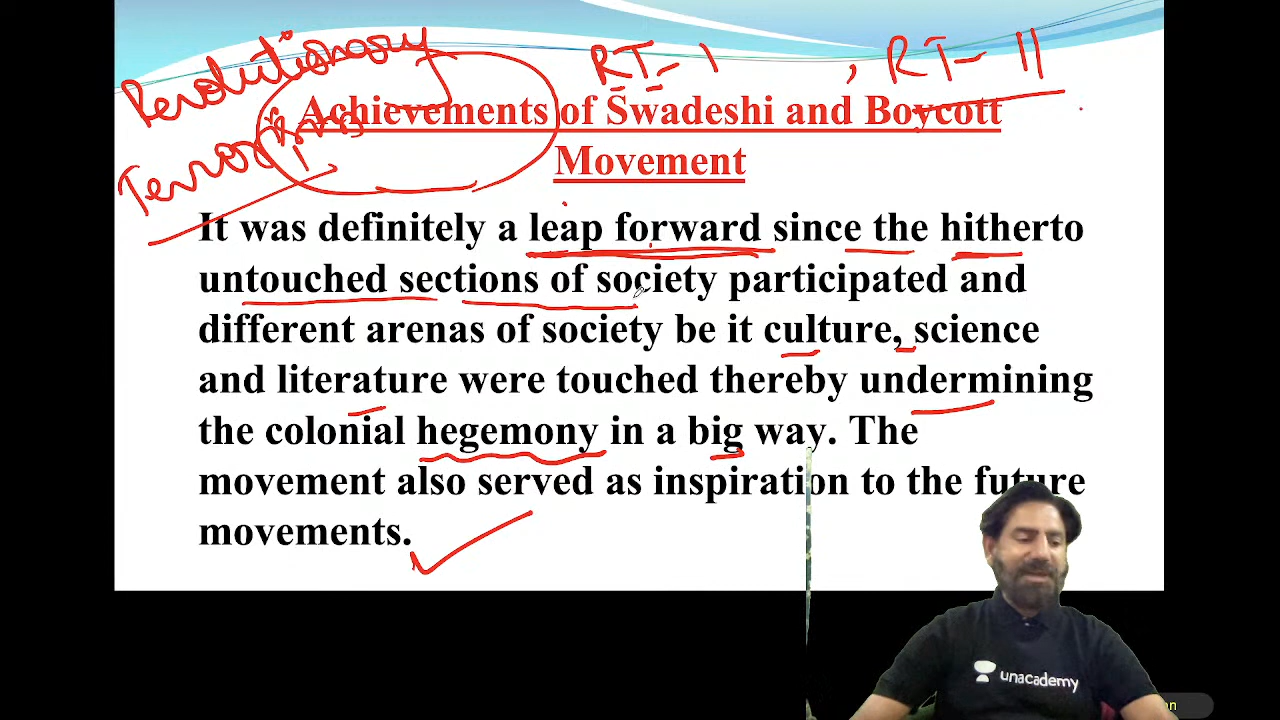 Revolutionary
Terrorism
RT-1, RT-11
Achievements of Swadeshi and Boycott
Movement
It was definitely a leap forward since the hitherto
untouched sections of society participated and
different arenas of society be it culture, science
and literature were touched thereby undermining
the colonial hegemony in a big way. The
movement also served as inspiration to the future
movements.
unacademy